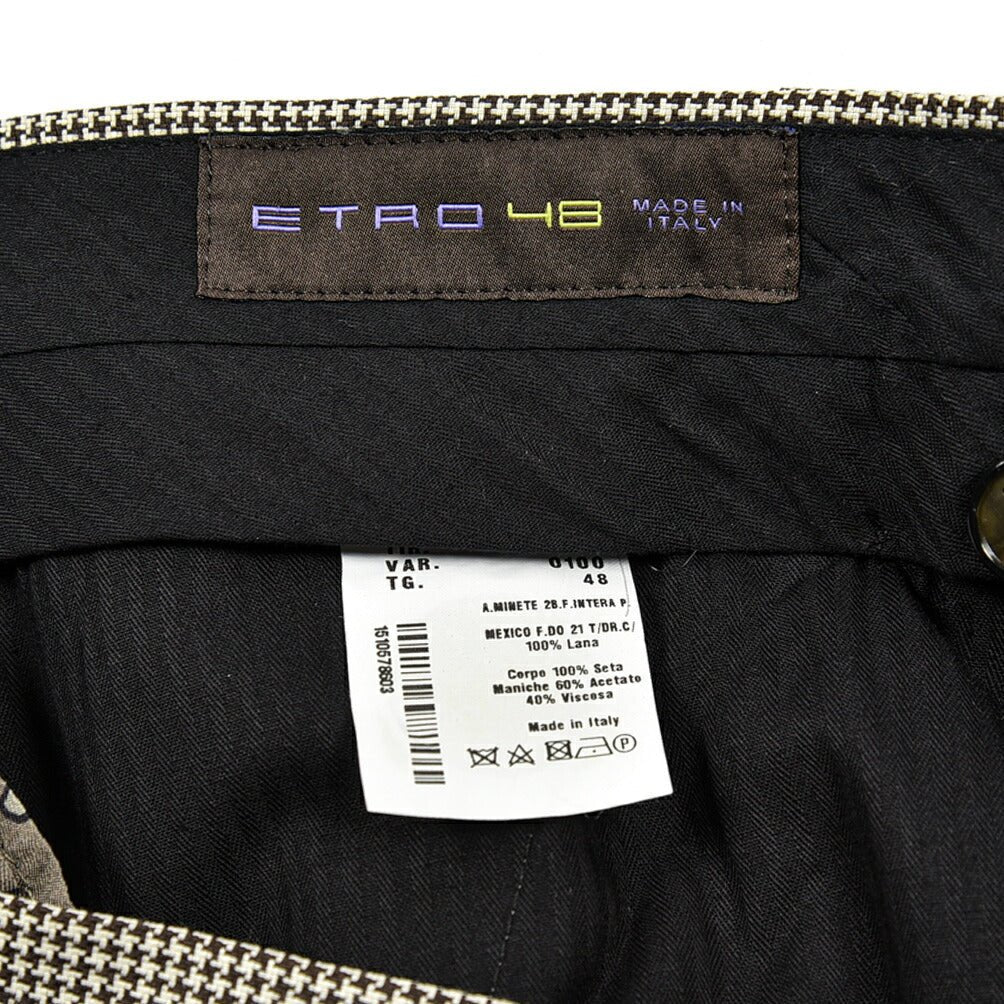 ETRO 48 MADE IN
ITALY
VAR. 0100
TG. 48
A.MINETE 2B.F.INTERA P.
MEXICO F.DO 21 T/DR.C/
100% Lana
Corpo 100% Seta
Maniche 60% Acetato
40% Viscosa
Made in Italy
P
1510578603